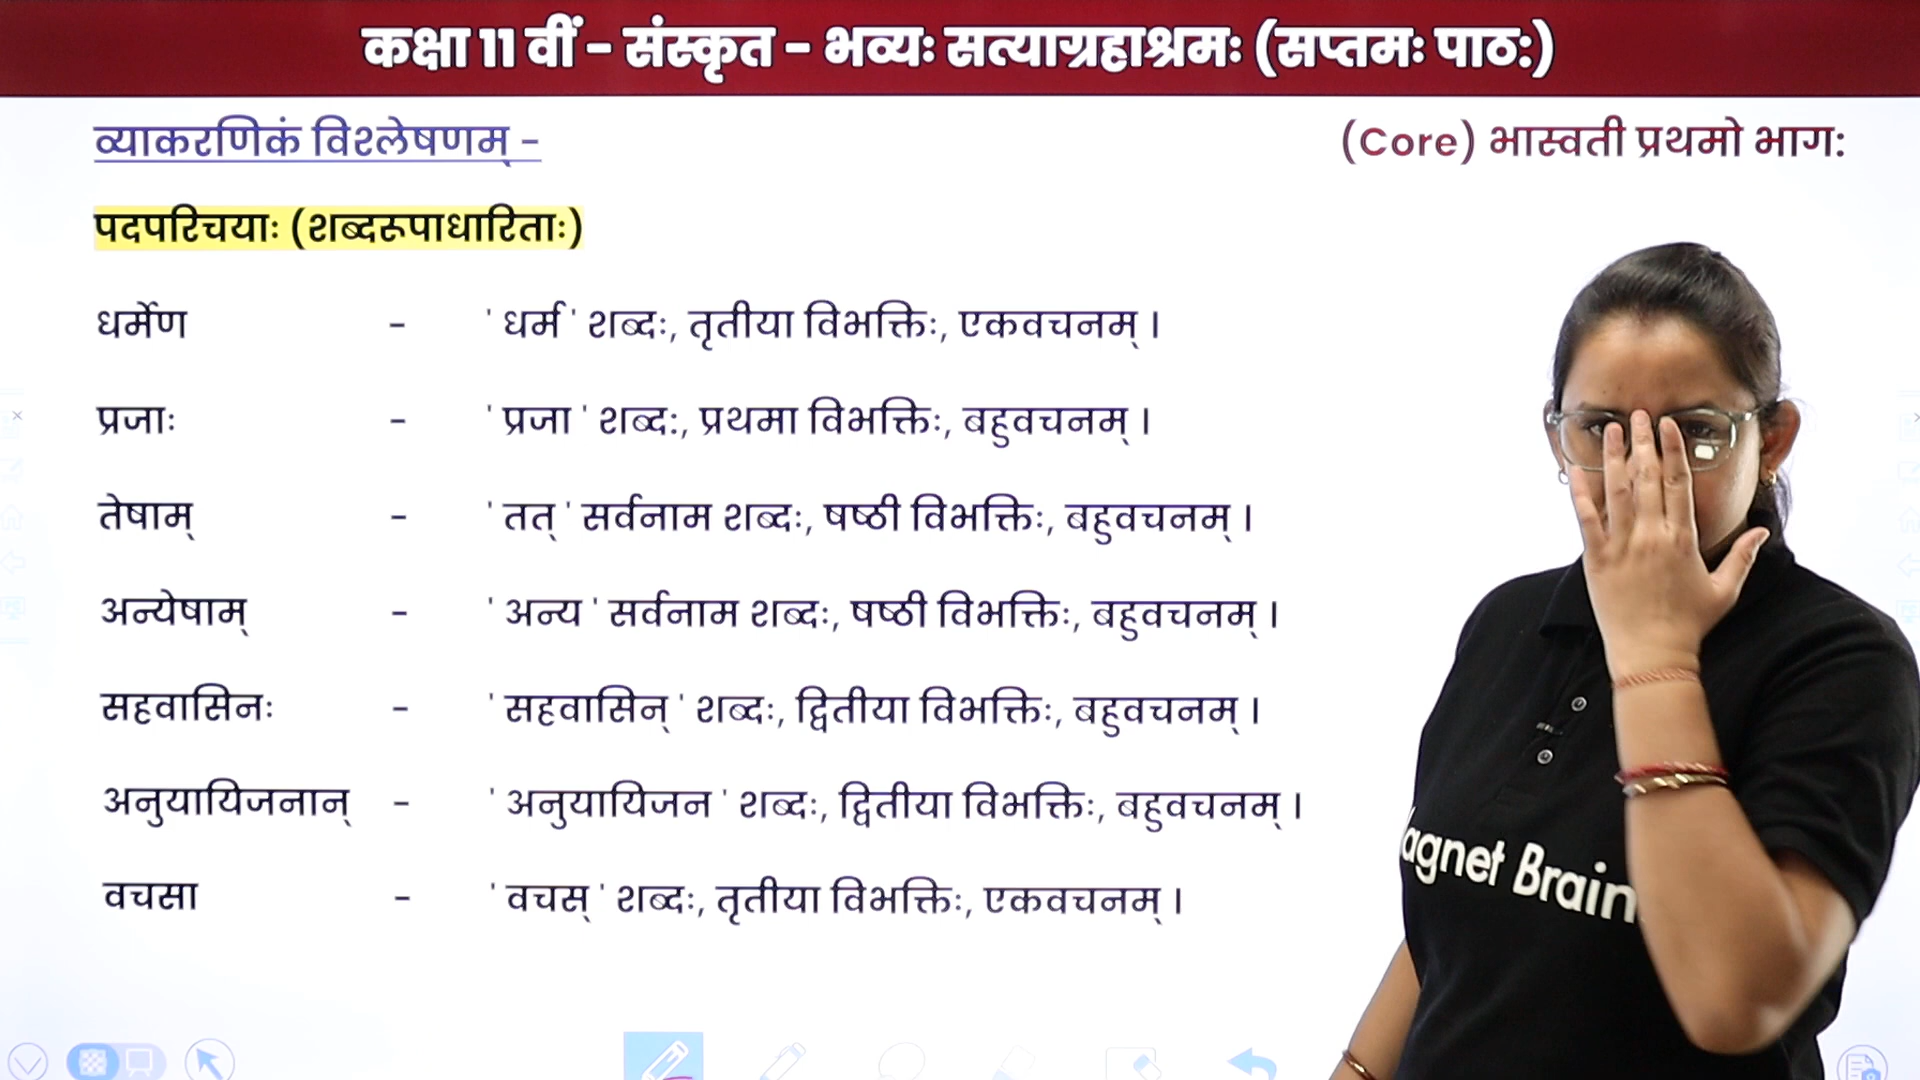 कक्षा 11 वीं - संस्कृत - भव्यः सत्याग्रहाश्रमः (सप्तमः पाठ:)
व्याकरणिकं विश्लेषणम् -
(Core) भास्वती प्रथमो भाग:
पदपरिचयाः (शब्दरूपाधारिताः)
धर्मेण - ' धर्म ' शब्दः, तृतीया विभक्तिः, एकवचनम् ।
प्रजाः - ' प्रजा ' शब्द:, प्रथमा विभक्तिः, बहुवचनम् ।
तेषाम् - ' तत् ' सर्वनाम शब्दः, षष्ठी विभक्तिः, बहुवचनम् ।
अन्येषाम् - ' अन्य ' सर्वनाम शब्दः, षष्ठी विभक्तिः, बहुवचनम् ।
सहवासिनः - ' सहवासिन् ' शब्दः, द्वितीया विभक्तिः, बहुवचनम् ।
अनुयायिजनान् - ' अनुयायिजन ' शब्दः, द्वितीया विभक्तिः, बहुवचनम् ।
वचसा - ' वचस् ' शब्दः, तृतीया विभक्तिः, एकवचनम् ।
agnet Brain